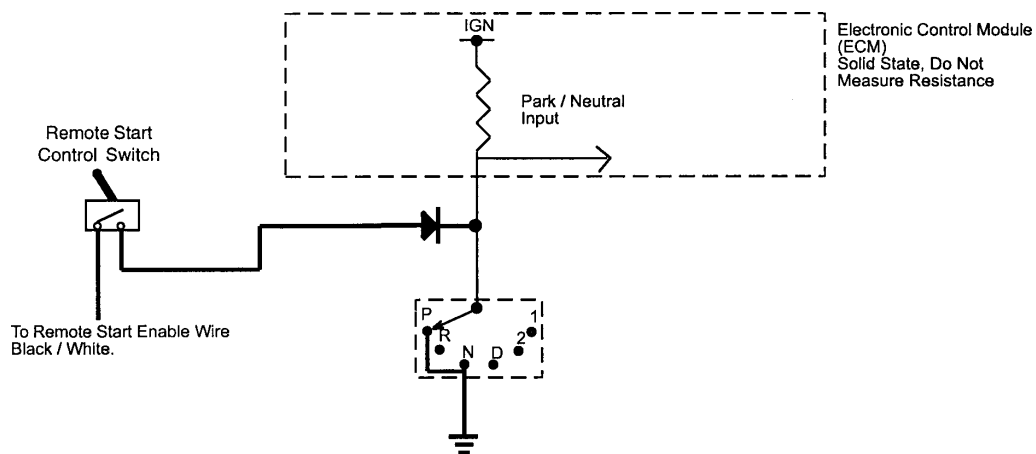 IGN
Electronic Control Module
(ECM)
Solid State, Do Not
Measure Resistance
Park / Neutral
Input
Remote Start
Control Switch
To Remote Start Enable Wire
Black / White.
P
R
N
D
2
1